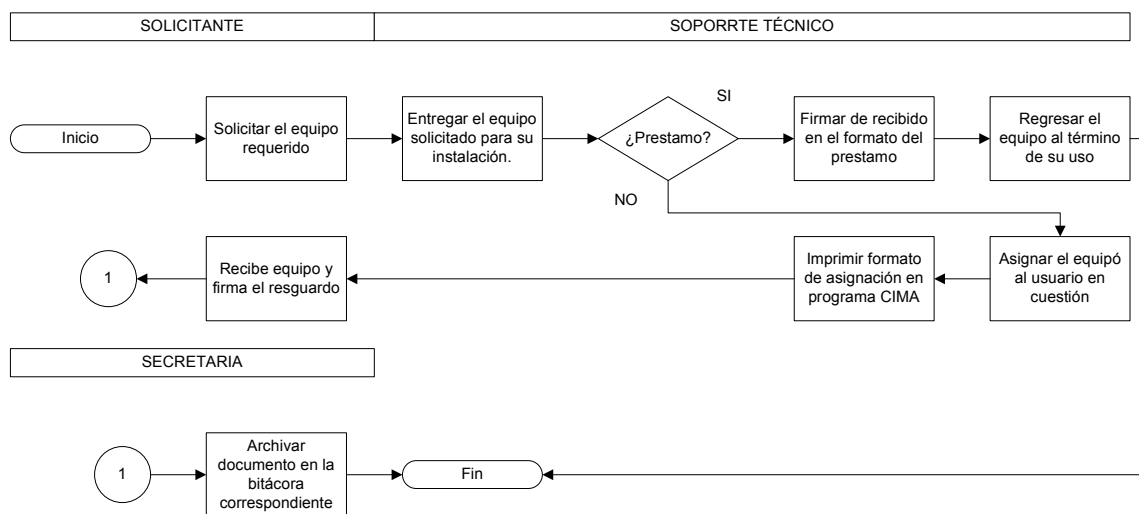 SOLICITANTE
SOPORRTE TÉCNICO
Inicio
Solicitar el equipo
requerido
Entregar el equipo
solicitado para su
instalación.
¿Prestamo?
SI
NO
Firmar de recibido
en el formato del
prestamo
Regresar el
equipo al término
de su uso
1
Recibe equipo y
firma el resguardo
Imprimir formato
de asignación en
programa CIMA
Asignar el equipó
al usuario en
cuestión
SECRETARIA
1
Archivar
documento en la
bitácora
correspondiente
Fin